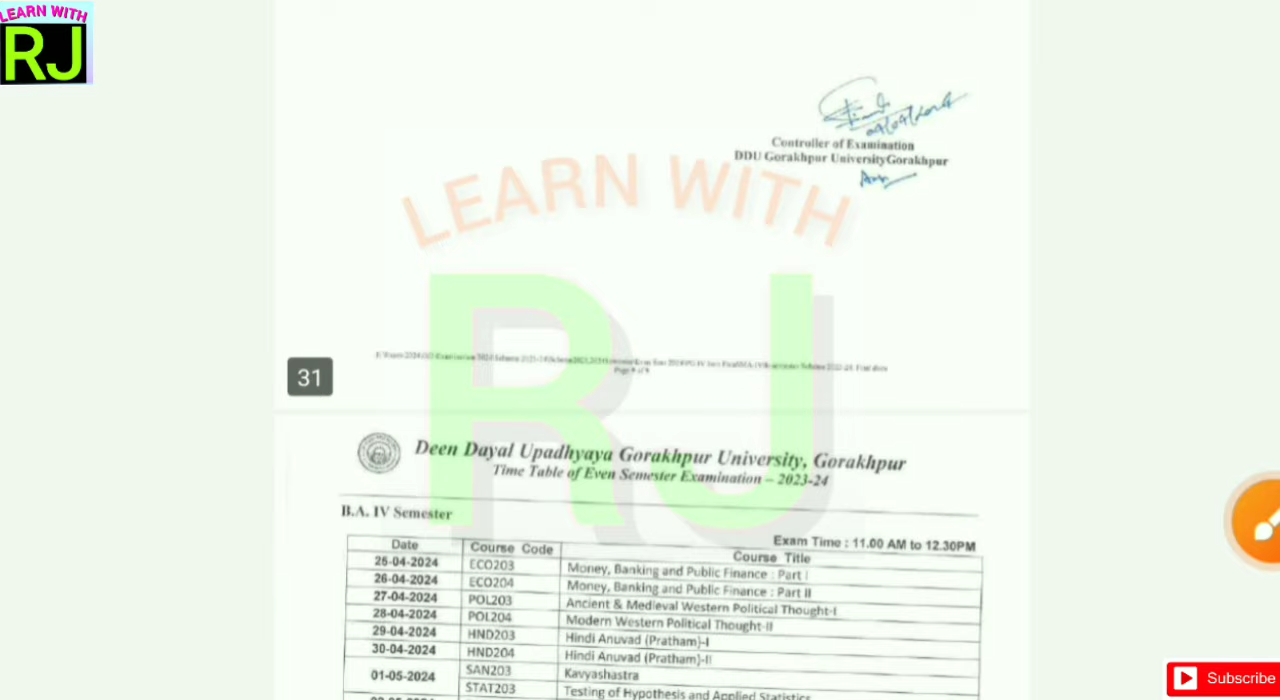 LEARN WITH
RJ
09/04/2024
Controller of Examination
DDU Gorakhpur UniversityGorakhpur
LEARN WITH
RJ
31
Deen Dayal Upadhyaya Gorakhpur University, Gorakhpur
Time Table of Even Semester Examination – 2023-24
B.A. IV Semester
Exam Time : 11.00 AM to 12.30PM
Date Course Code Course Title
25-04-2024 ECO203 Money, Banking and Public Finance : Part I
26-04-2024 ECO204 Money, Banking and Public Finance : Part II
27-04-2024 POL203 Ancient & Medieval Western Political Thought-I
28-04-2024 POL204 Modern Western Political Thought-II
29-04-2024 HND203 Hindi Anuvad (Pratham)-I
30-04-2024 HND204 Hindi Anuvad (Pratham)-II
01-05-2024 SAN203 Kavyashastra
STAT203 Testing of Hypothesis and Applied Statistics
Subscribe